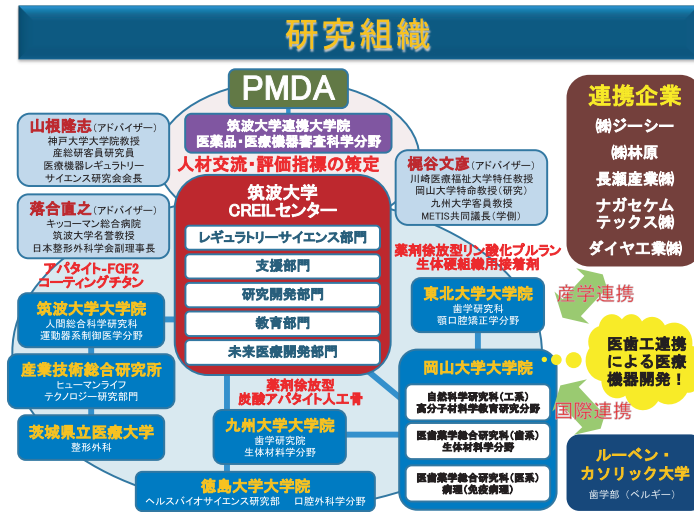 研究組織
PMDA
筑波大学連携大学院
医薬品・医療機器審査科学分野
人材交流・評価指標の策定
山根隆志(アドバイザー)
神戸大学大学院教授
産総研客員研究員
医療機器レギュラトリー
サイエンス研究会会長
落合直之(アドバイザー)
キッコーマン総合病院
筑波大学名誉教授
日本整形外科学会副理事長
梶谷文彦(アドバイザー)
川崎医療福祉大学特任教授
岡山大学特命教授(研究)
九州大学客員教授
METIS共同議長(学側)
筑波大学
CREILセンター
レギュラトリーサイエンス部門
支援部門
研究開発部門
教育部門
未来医療開発部門
アパタイト-FGF2
コーティングチタン
筑波大学大学院
人間総合科学研究科
運動器系制御医学分野
産業技術総合研究所
ヒューマンライフ
テクノロジー研究部門
茨城県立医療大学
整形外科
薬剤徐放型
炭酸アパタイト人工骨
九州大学大学院
歯学研究院
生体材料学分野
徳島大学大学院
ヘルスバイオサイエンス研究部 口腔外科学分野
薬剤徐放型リン酸化プルラン
生体硬組織用接着剤
東北大学大学院
歯学研究科
顎口腔矯正学分野
岡山大学大学院
自然科学研究科(工系)
高分子材料学教育研究分野
医歯薬学総合研究科(歯系)
生体材料学分野
医歯薬学総合研究科(医系)
病理(免疫病理)
連携企業
㈱ジーシー
㈱林原
長瀬産業㈱
ナガセケム
テックス㈱
ダイヤ工業㈱
産学連携
医歯工連携
による医療
機器開発！
国際連携
ルーベン・
カソリック大学
歯学部（ベルギー）